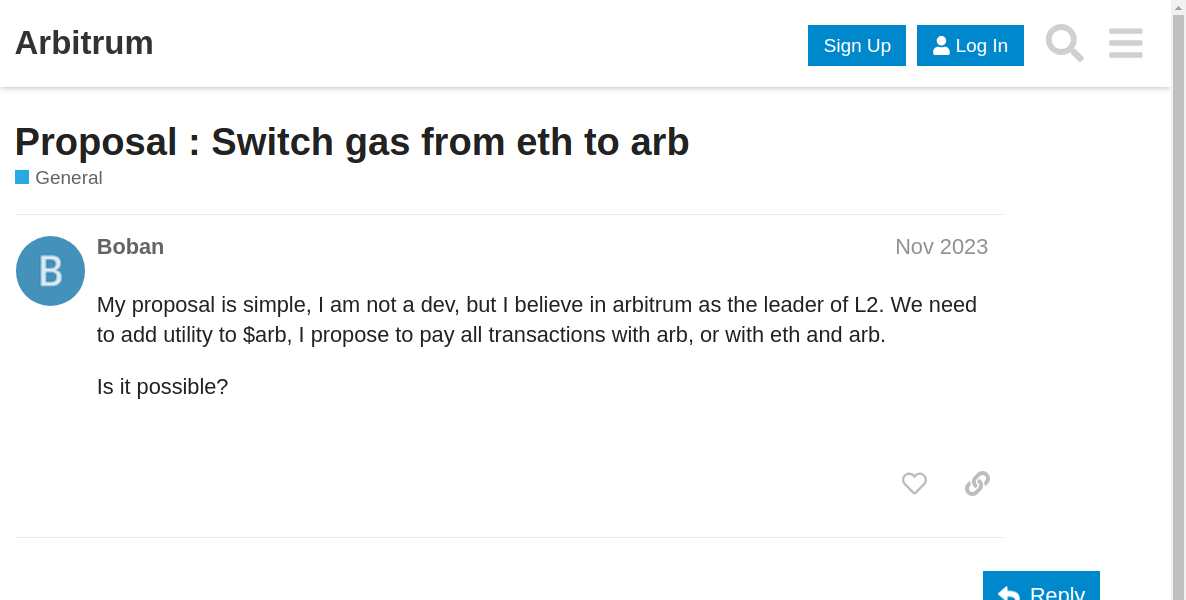 Arbitrum
Sign Up
Log In
Proposal : Switch gas from eth to arb
General
B
Boban
Nov 2023
My proposal is simple, I am not a dev, but I believe in arbitrum as the leader of L2. We need
to add utility to $arb, I propose to pay all transactions with arb, or with eth and arb.
Is it possible?
Reply